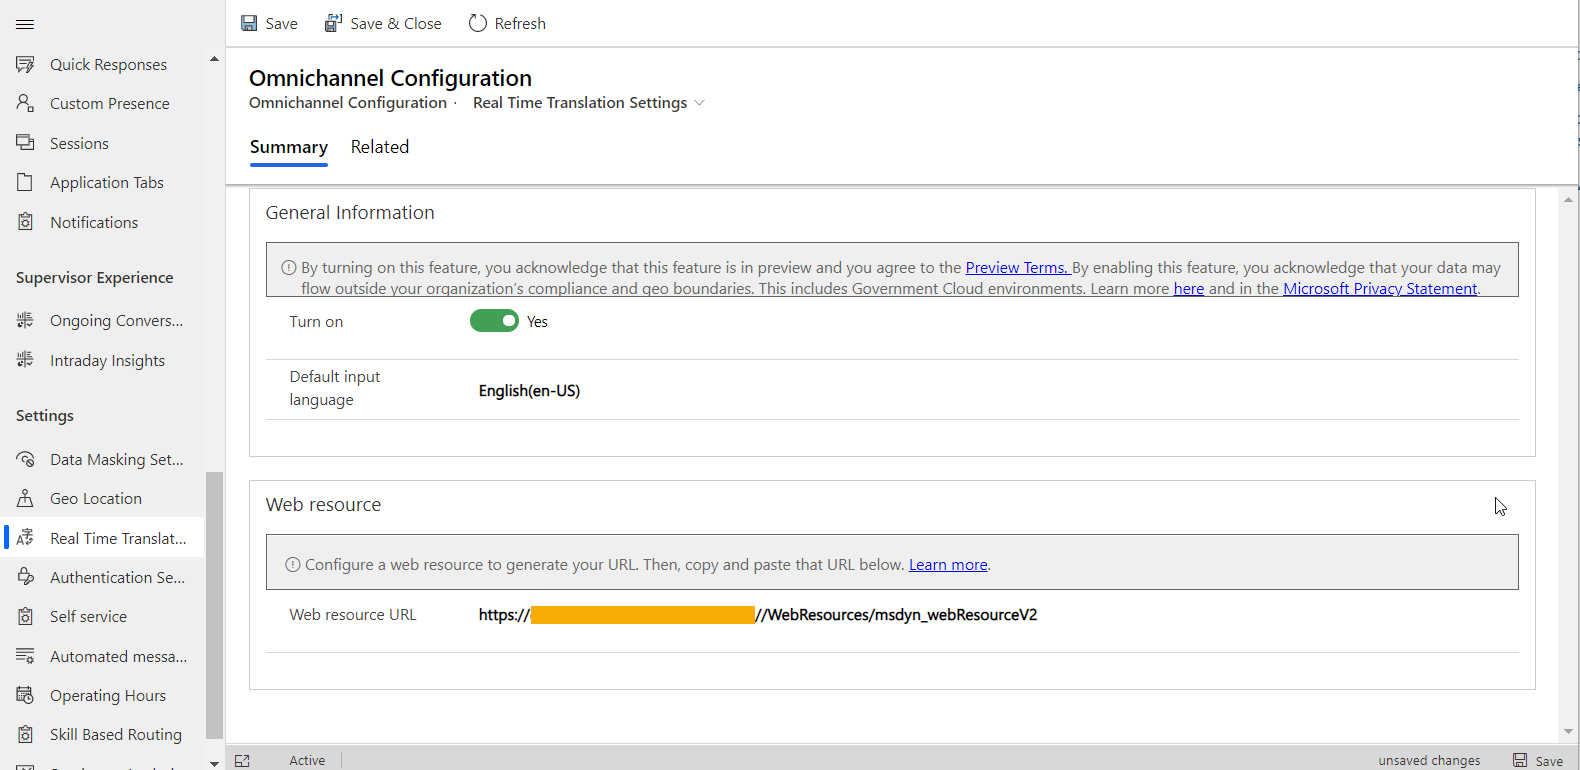 Save
Save & Close
Refresh
Quick Responses
Custom Presence
Sessions
Application Tabs
Notifications
Supervisor Experience
Ongoing Convers...
Intraday Insights
Settings
Data Masking Set...
Geo Location
Real Time Translat...
Authentication Se...
Self service
Automated messa...
Operating Hours
Skill Based Routing
Omnichannel Configuration
Omnichannel Configuration · Real Time Translation Settings
Summary Related
General Information
By turning on this feature, you acknowledge that this feature is in preview and you agree to the Preview Terms. By enabling this feature, you acknowledge that your data may
flow outside your organization's compliance and geo boundaries. This includes Government Cloud environments. Learn more here and in the Microsoft Privacy Statement.
Turn on Yes
Default input
language
English(en-US)
Web resource
Configure a web resource to generate your URL. Then, copy and paste that URL below. Learn more.
Web resource URL https:// //WebResources/msdyn_webResourceV2
Active unsaved changes Save